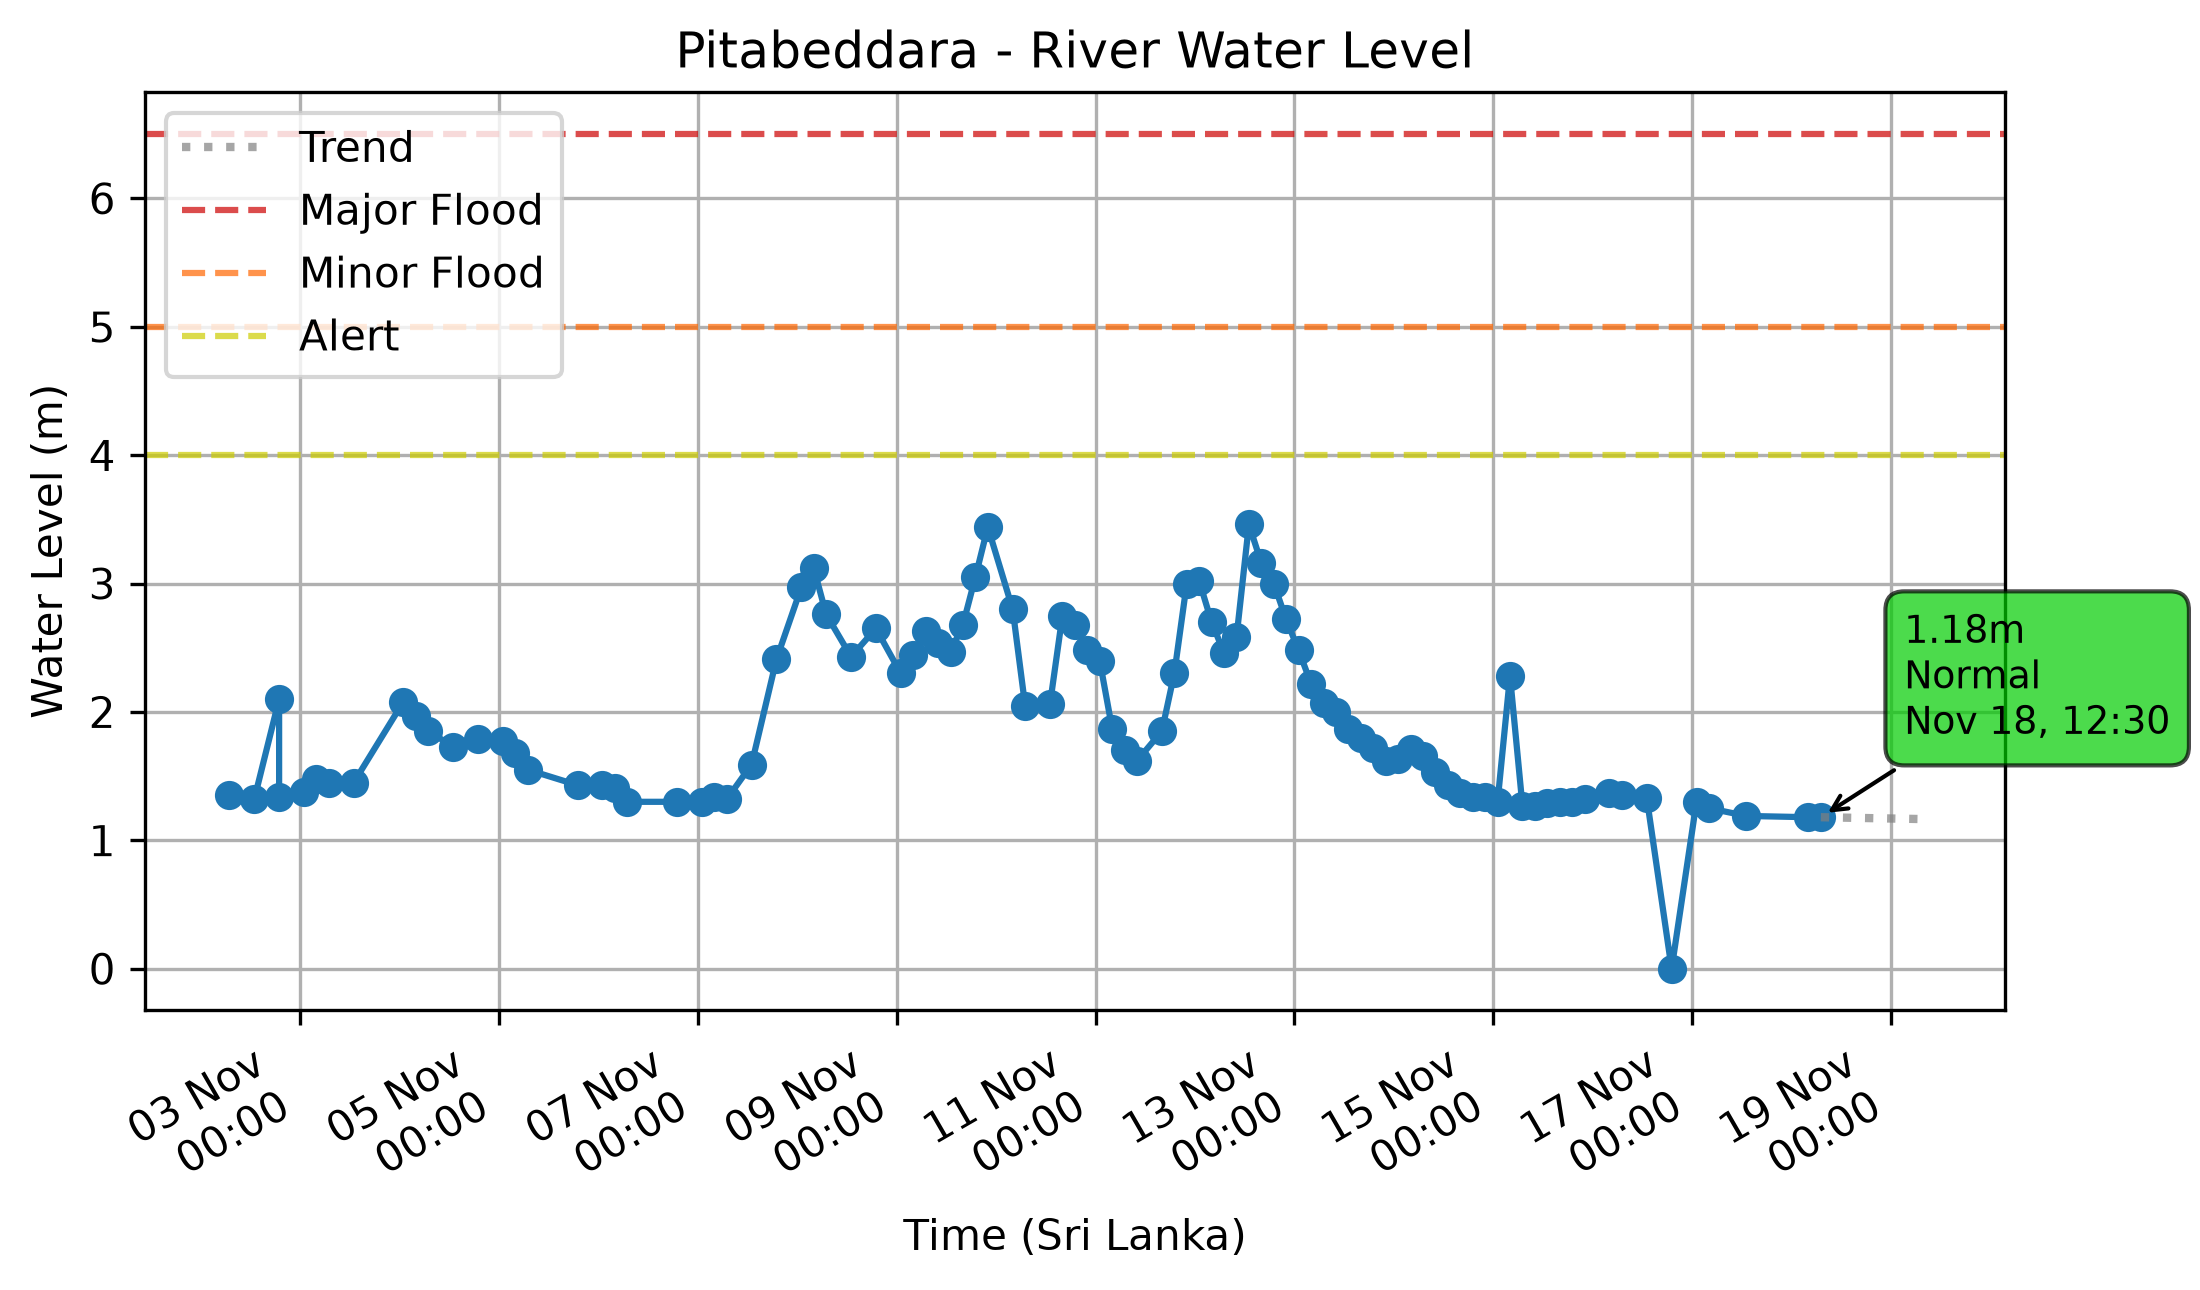 Pitabeddara - River Water Level
Trend
Major Flood
Minor Flood
Alert
6
5
4
3
2
1
0
Water Level (m)
1.18m
Normal
Nov 18, 12:30
03 Nov
00:00
05 Nov
00:00
07 Nov
00:00
09 Nov
00:00
11 Nov
00:00
13 Nov
00:00
15 Nov
00:00
17 Nov
00:00
19 Nov
00:00
Time (Sri Lanka)